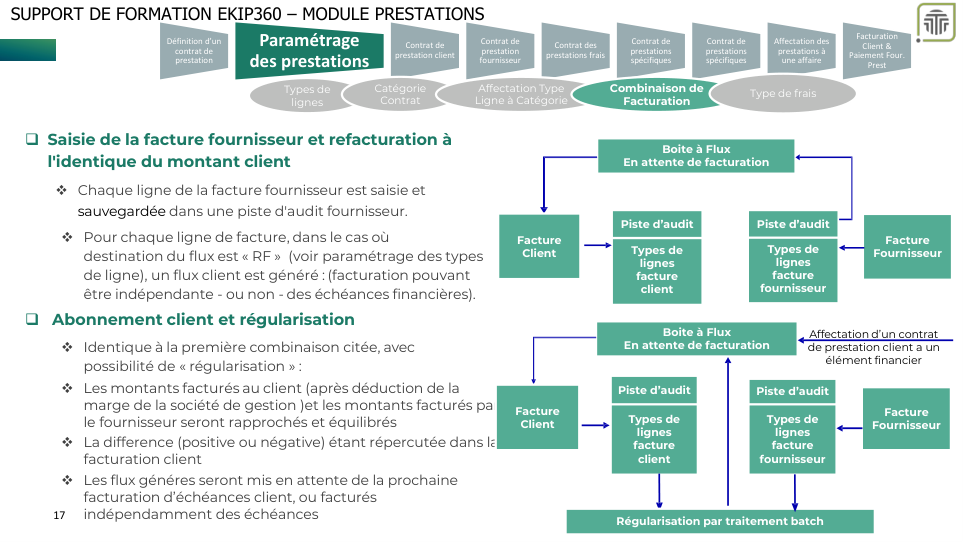 SUPPORT DE FORMATION EKIP360 – MODULE PRESTATIONS
Définition d'un
contrat de
prestation
Paramétrage
des prestations
Contrat de
prestation client
Contrat de
prestation
fournisseur
Contrat des
prestations frais
Contrat de
prestations
spécifiques
Contrat de
prestations
spécifiques
Affectation des
prestations à
une affaire
Facturation
Client &
Paiement Four.
Prest
Types de
lignes
Catégorie
Contrat
Affectation Type
Ligne à Catégorie
Combinaison de
Facturation
Type de frais
❑ Saisie de la facture fournisseur et refacturation à
l'identique du montant client
❖ Chaque ligne de la facture fournisseur est saisie et
sauvegardée dans une piste d'audit fournisseur.
❖ Pour chaque ligne de facture, dans le cas où
destination du flux est « RF » (voir paramétrage des types
de ligne), un flux client est généré : (facturation pouvant
être indépendante - ou non - des échéances financières).
❑ Abonnement client et régularisation
❖ Identique à la première combinaison citée, avec
possibilité de « régularisation » :
❖ Les montants facturés au client (après déduction de la
marge de la société de gestion )et les montants facturés pa
le fournisseur seront rapprochés et équilibrés
❖ La difference (positive ou négative) étant répercutée dans la
facturation client
❖ Les flux généres seront mis en attente de la prochaine
facturation d'échéances client, ou facturés
indépendamment des échéances
17
Boite à Flux
En attente de facturation
Facture
Client
Piste d'audit
Types de
lignes
facture
client
Piste d'audit
Types de
lignes
facture
fournisseur
Facture
Fournisseur
Boite à Flux
En attente de facturation
Affectation d'un contrat
de prestation client a un
élément financier
Facture
Client
Piste d'audit
Types de
lignes
facture
client
Piste d'audit
Types de
lignes
facture
fournisseur
Facture
Fournisseur
Régularisation par traitement batch